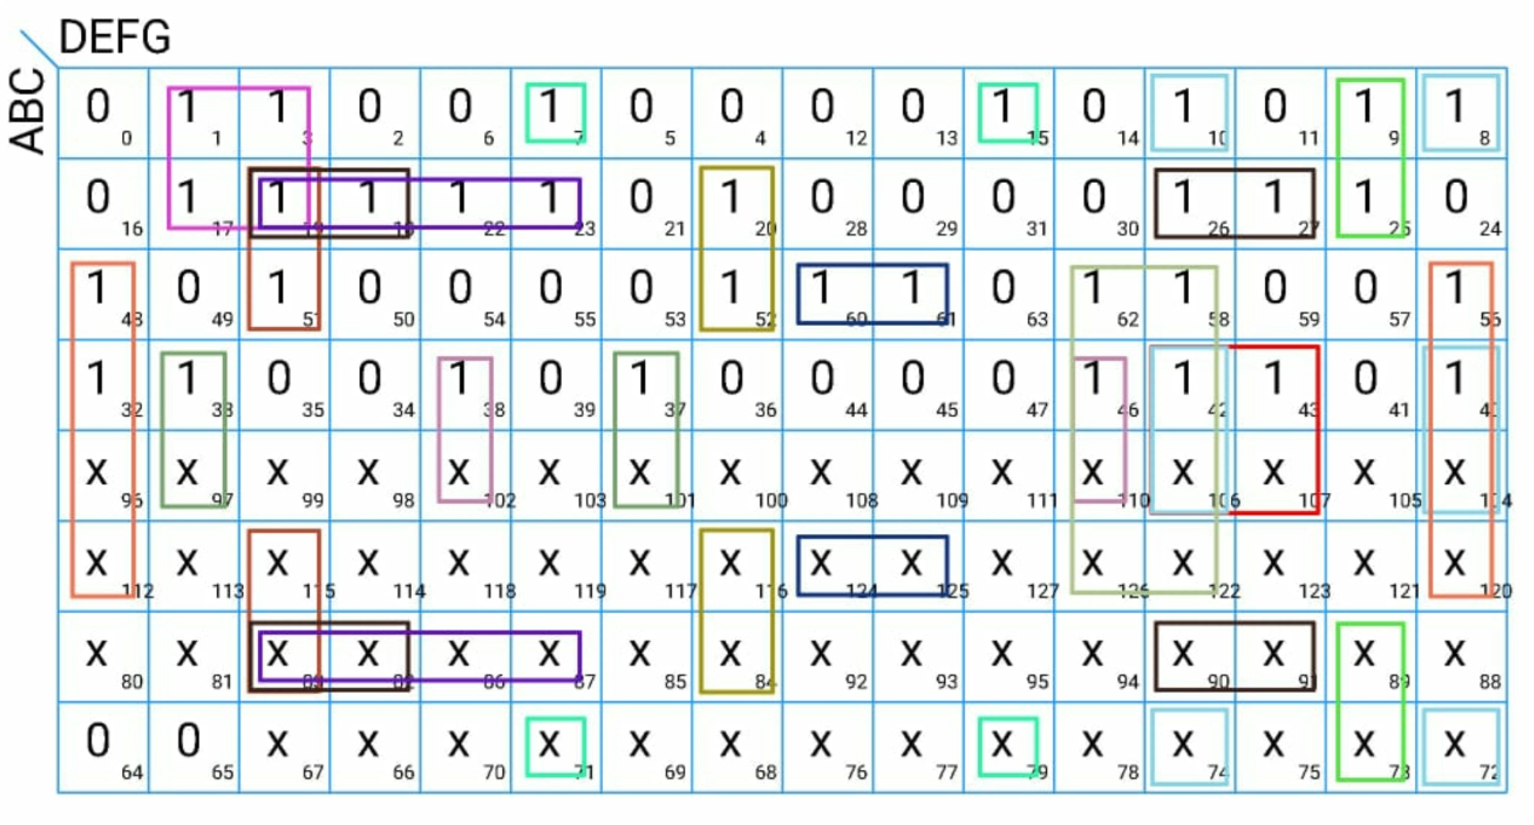 DEFG
ABC
0 1 1 0 0 1 0 0 0 0 1 0 1 0 1 1
0 1 3 2 6 7 5 4 12 13 15 14 10 11 9 8
0 1 1 1 1 1 0 1 0 0 0 0 1 1 1 0
16 17 19 18 22 23 21 20 28 29 31 30 26 27 25 24
1 0 1 0 0 0 0 1 1 1 0 1 1 0 0 1
48 49 51 50 54 55 53 52 60 61 63 62 58 59 57 56
1 1 0 0 1 0 1 0 0 0 0 1 1 1 0 1
32 33 35 34 38 39 37 36 44 45 47 46 42 43 41 40
X X X X X X X X X X X X X X X X
96 97 99 98 102 103 101 100 108 109 111 110 106 107 105 104
X X X X X X X X X X X X X X X X
112 113 115 114 118 119 117 116 124 125 127 126 122 123 121 120
X X X X X X X X X X X X X X X X
80 81 83 82 86 87 85 84 92 93 95 94 90 91 89 88
0 0 X X X X X X X X X X X X X X
64 65 67 66 70 71 69 68 76 77 79 78 74 75 73 72